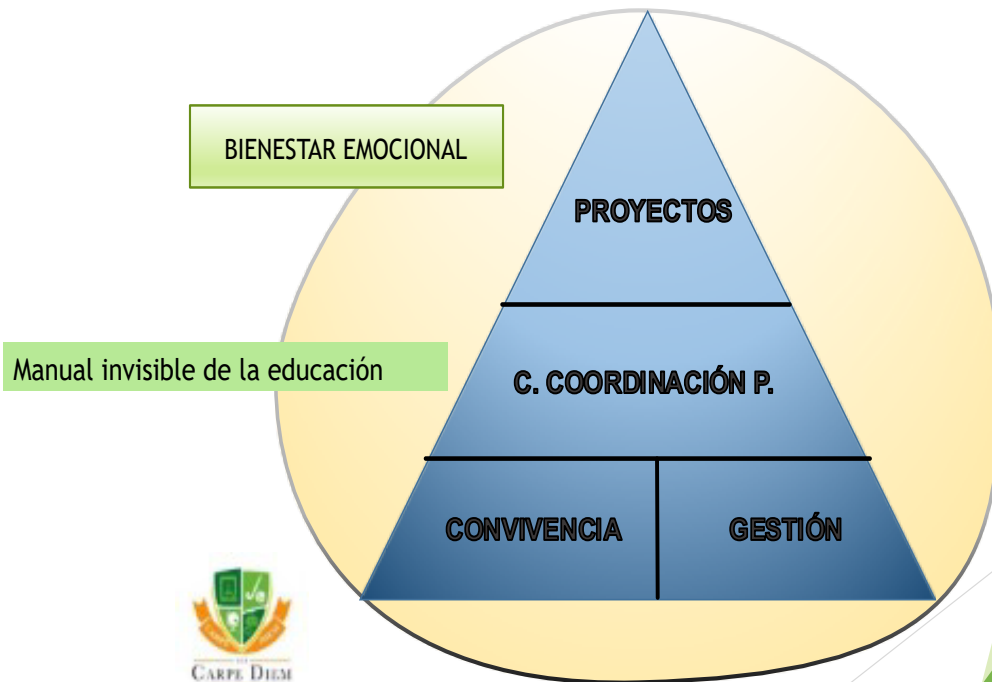 BIENESTAR EMOCIONAL
PROYECTOS
Manual invisible de la educación
C. COORDINACIÓN P.
CONVIVENCIA
GESTIÓN
CARPE DIEM